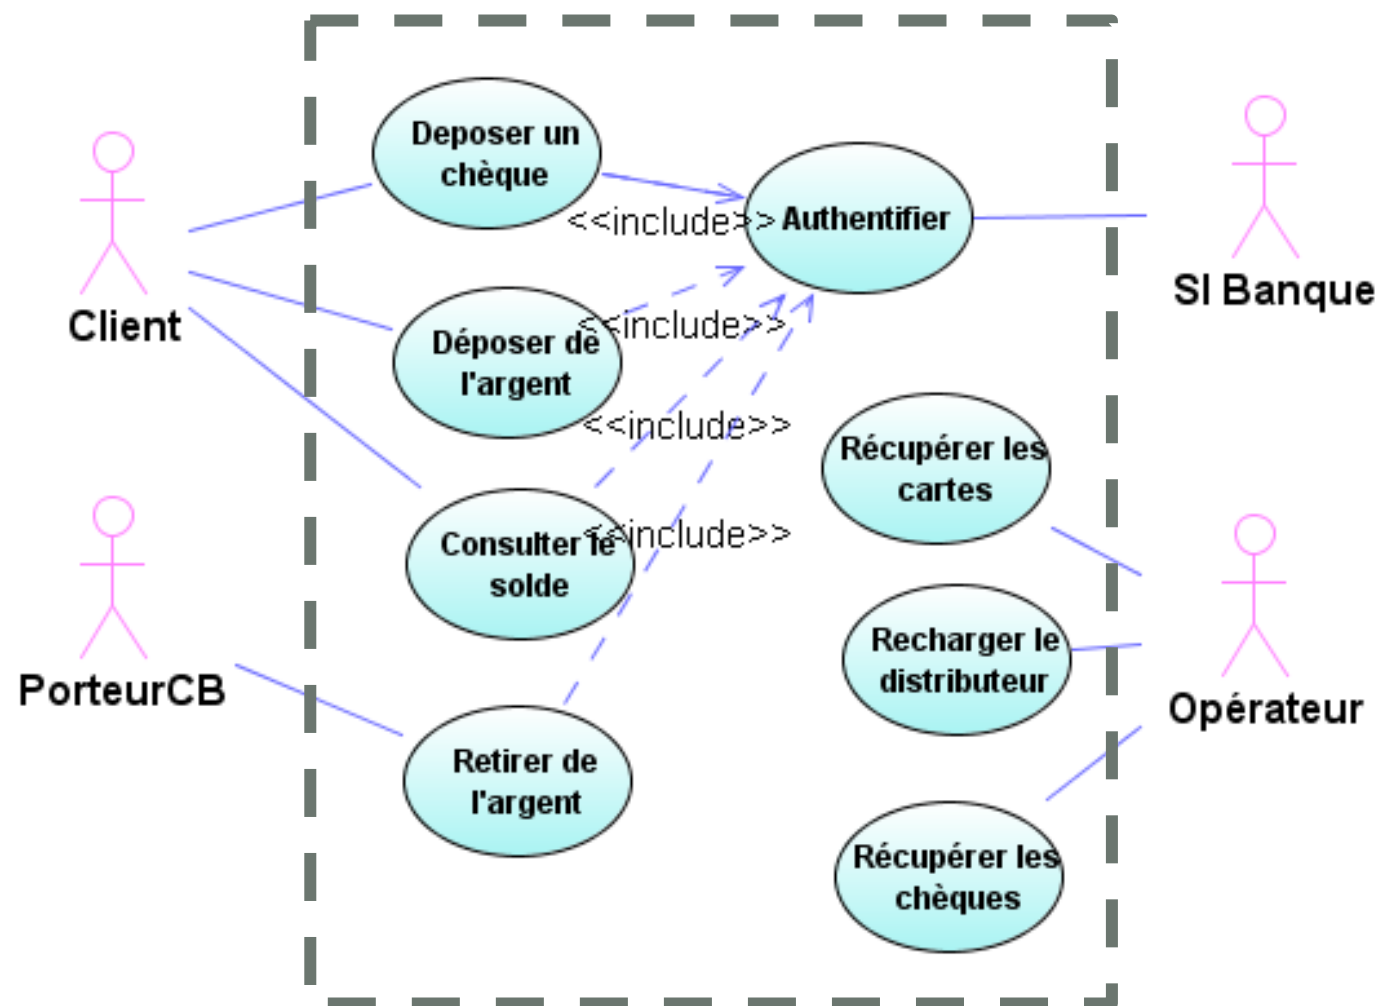 Deposer un
chèque
<<include>>
Authentifier
SI Banque
Client
Déposer de
l'argent
<<include>>
<<include>>
Récupérer les
cartes
Consulter le
solde
<<include>>
PorteurCB
Recharger le
distributeur
Opérateur
Retirer de
l'argent
Récupérer les
chèques